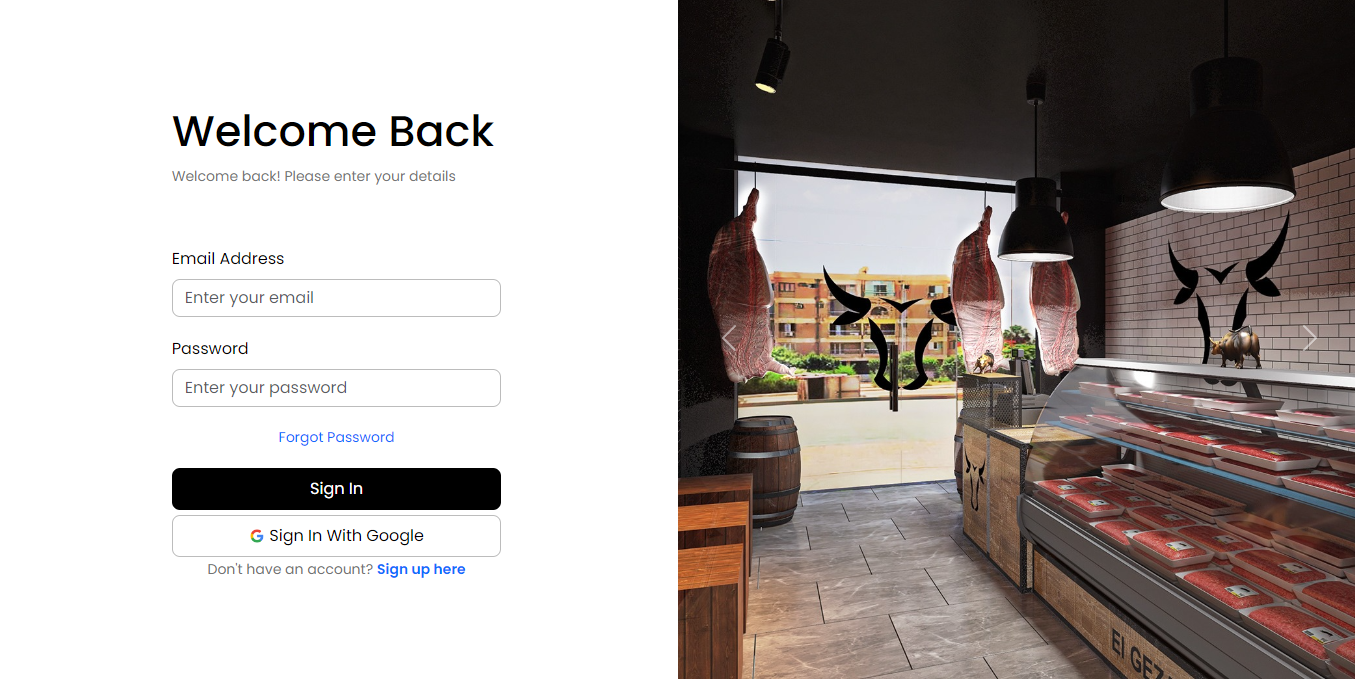 Welcome Back
Welcome back! Please enter your details
Email Address
Enter your email
Password
Enter your password
Forgot Password
Sign In
Sign In With Google
Don't have an account? Sign up here
El GEZ